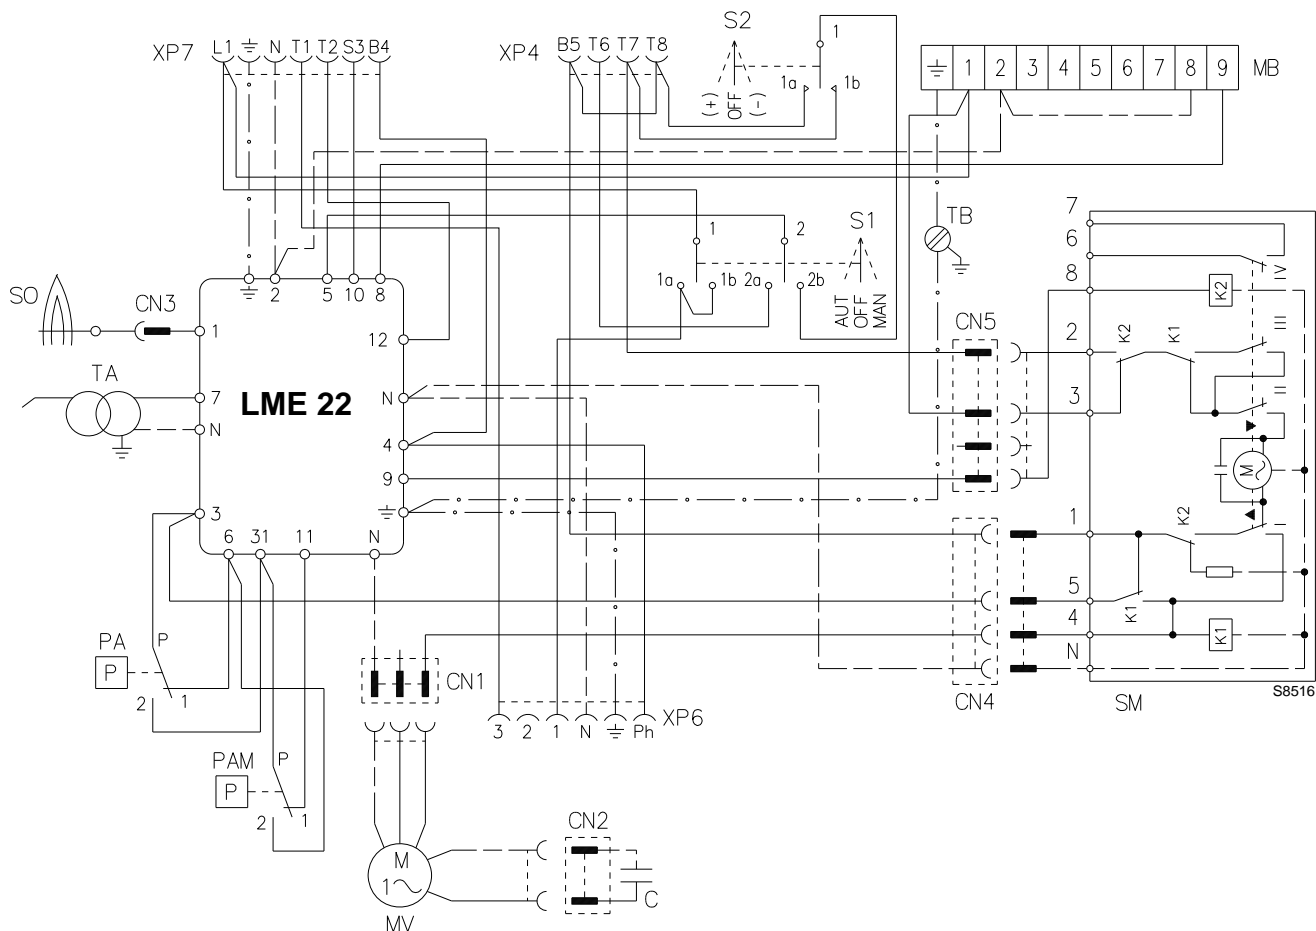 S2
XP7 L1 N T1 T2 S3 B4
XP4 B5 T6 T7 T8
1
1a 1b
(+) OFF (-)
1 2 3 4 5 6 7 8 9 MB
S1
1 2
1a 1b 2a 2b
AUT OFF MAN
TB
SO CN3
2 5 10 8
1 12
TA
7 N
N
LME 22
4
9
3
6 31 11 N
CN5
7
6
8
2
3
K2
K2 K1
IV
III
II
M
1
5
4
N
K2
I
K1
K1
CN4
SM
S8516
PA
P
P
2 1
PAM
P
P
2 1
CN1
3 2 1 N Ph XP6
M
1
MV
CN2
C